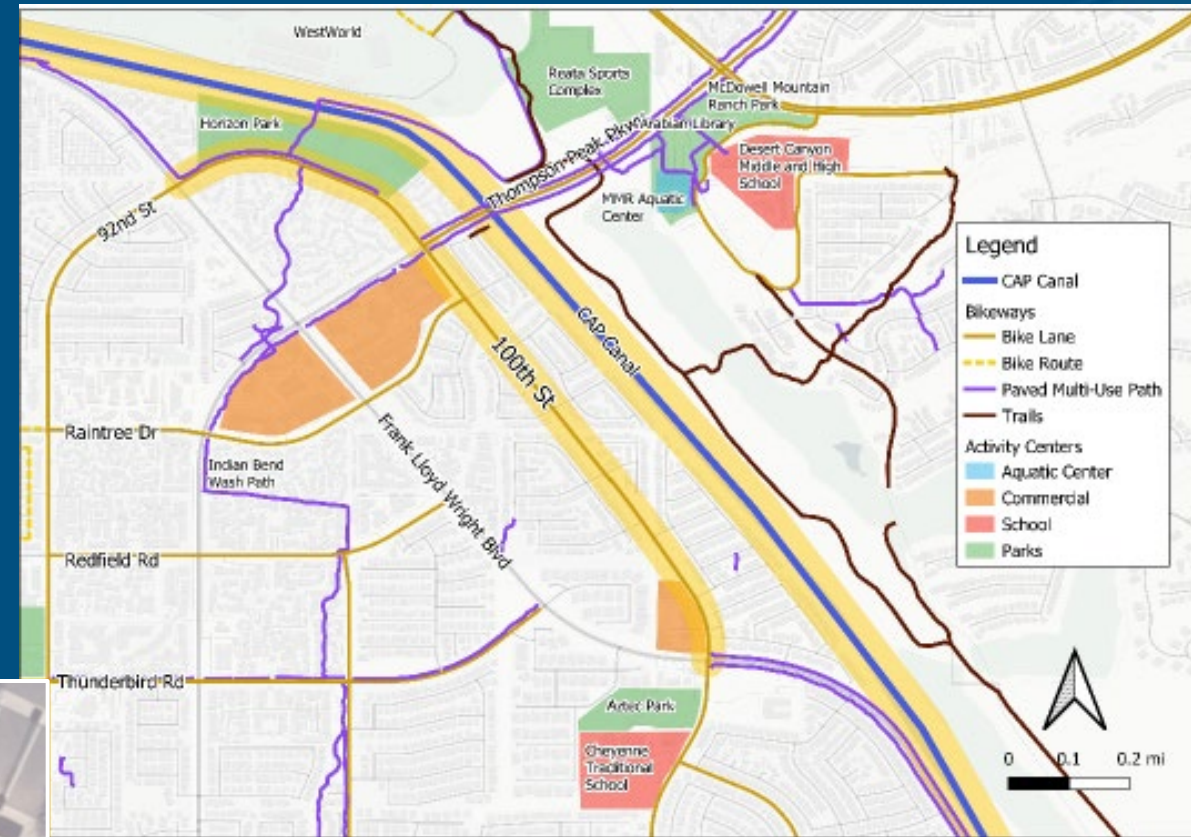 WestWorld
Reata Sports
Complex
McDowell Mountain
Ranch Park
Horizon Park
Arabian Library
Thompson Peak Pkwy
Desert Canyon
Middle and High
School
MMR Aquatic
Center
92nd St
Legend
CAP Canal
Bikeways
Bike Lane
Bike Route
Paved Multi-Use Path
Trails
Activity Centers
Aquatic Center
Commercial
School
Parks
CAP Canal
100th St
Raintree Dr
Frank Lloyd Wright Blvd
Indian Bend
Wash Path
Redfield Rd
Thunderbird Rd
Aztec Park
Cheyenne
Traditional
School
0 0.1 0.2 mi